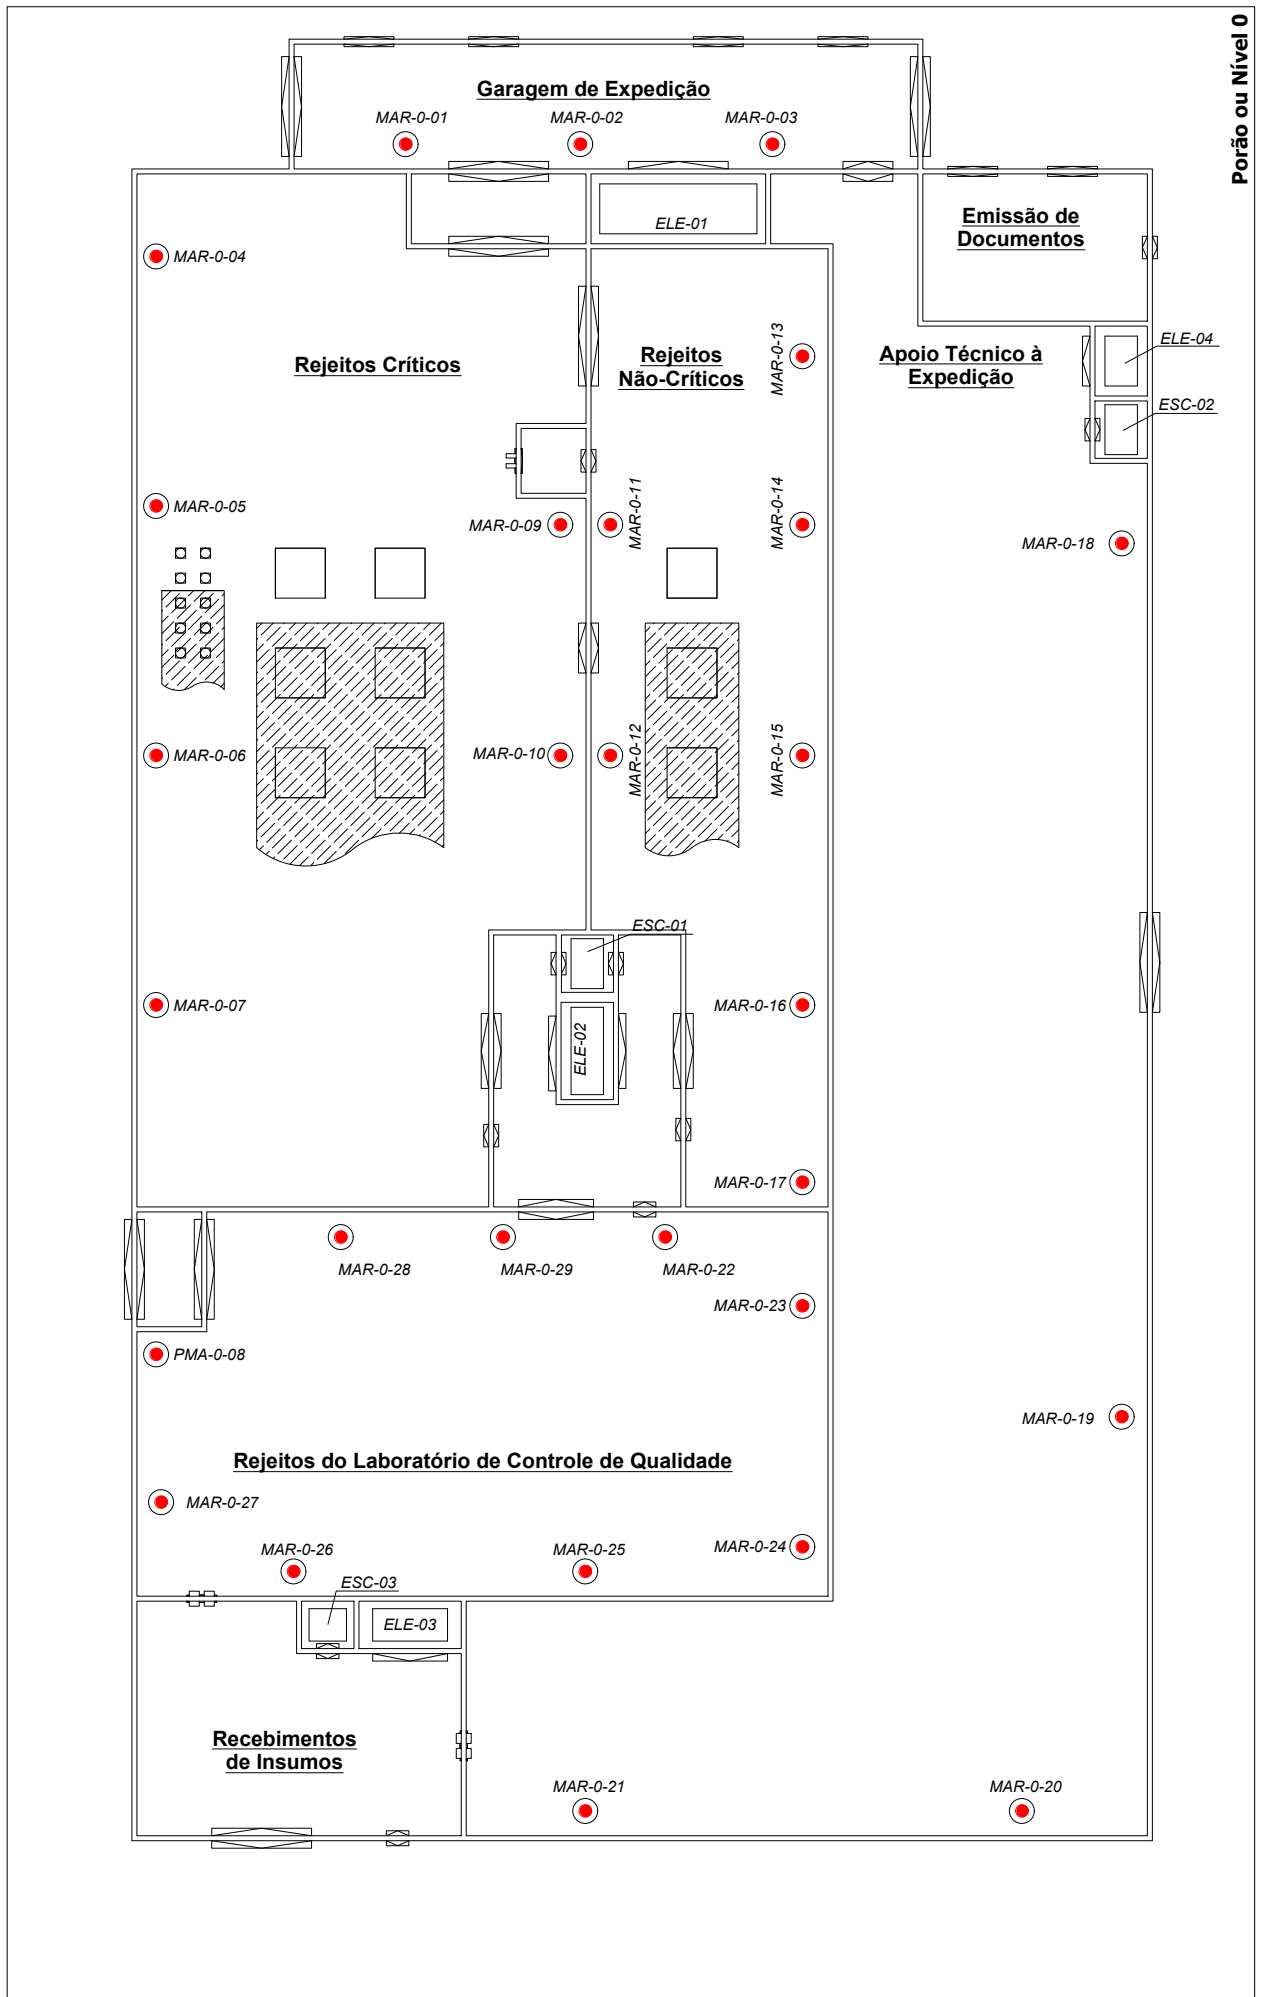 Porão ou Nível 0
Garagem de Expedição
MAR-0-01
MAR-0-02
MAR-0-03
ELE-01
Emissão de
Documentos
MAR-0-04
Rejeitos Críticos
Rejeitos
Não-Críticos
MAR-0-13
Apoio Técnico à
Expedição
ELE-04
ESC-02
MAR-0-05
MAR-0-09
MAR-0-11
MAR-0-14
MAR-0-18
MAR-0-06
MAR-0-10
MAR-0-12
MAR-0-15
ESC-01
MAR-0-07
ELE-02
MAR-0-16
MAR-0-17
MAR-0-28
MAR-0-29
MAR-0-22
MAR-0-23
PMA-0-08
MAR-0-19
Rejeitos do Laboratório de Controle de Qualidade
MAR-0-27
MAR-0-26
MAR-0-25
MAR-0-24
ESC-03
ELE-03
Recebimentos
de Insumos
MAR-0-21
MAR-0-20